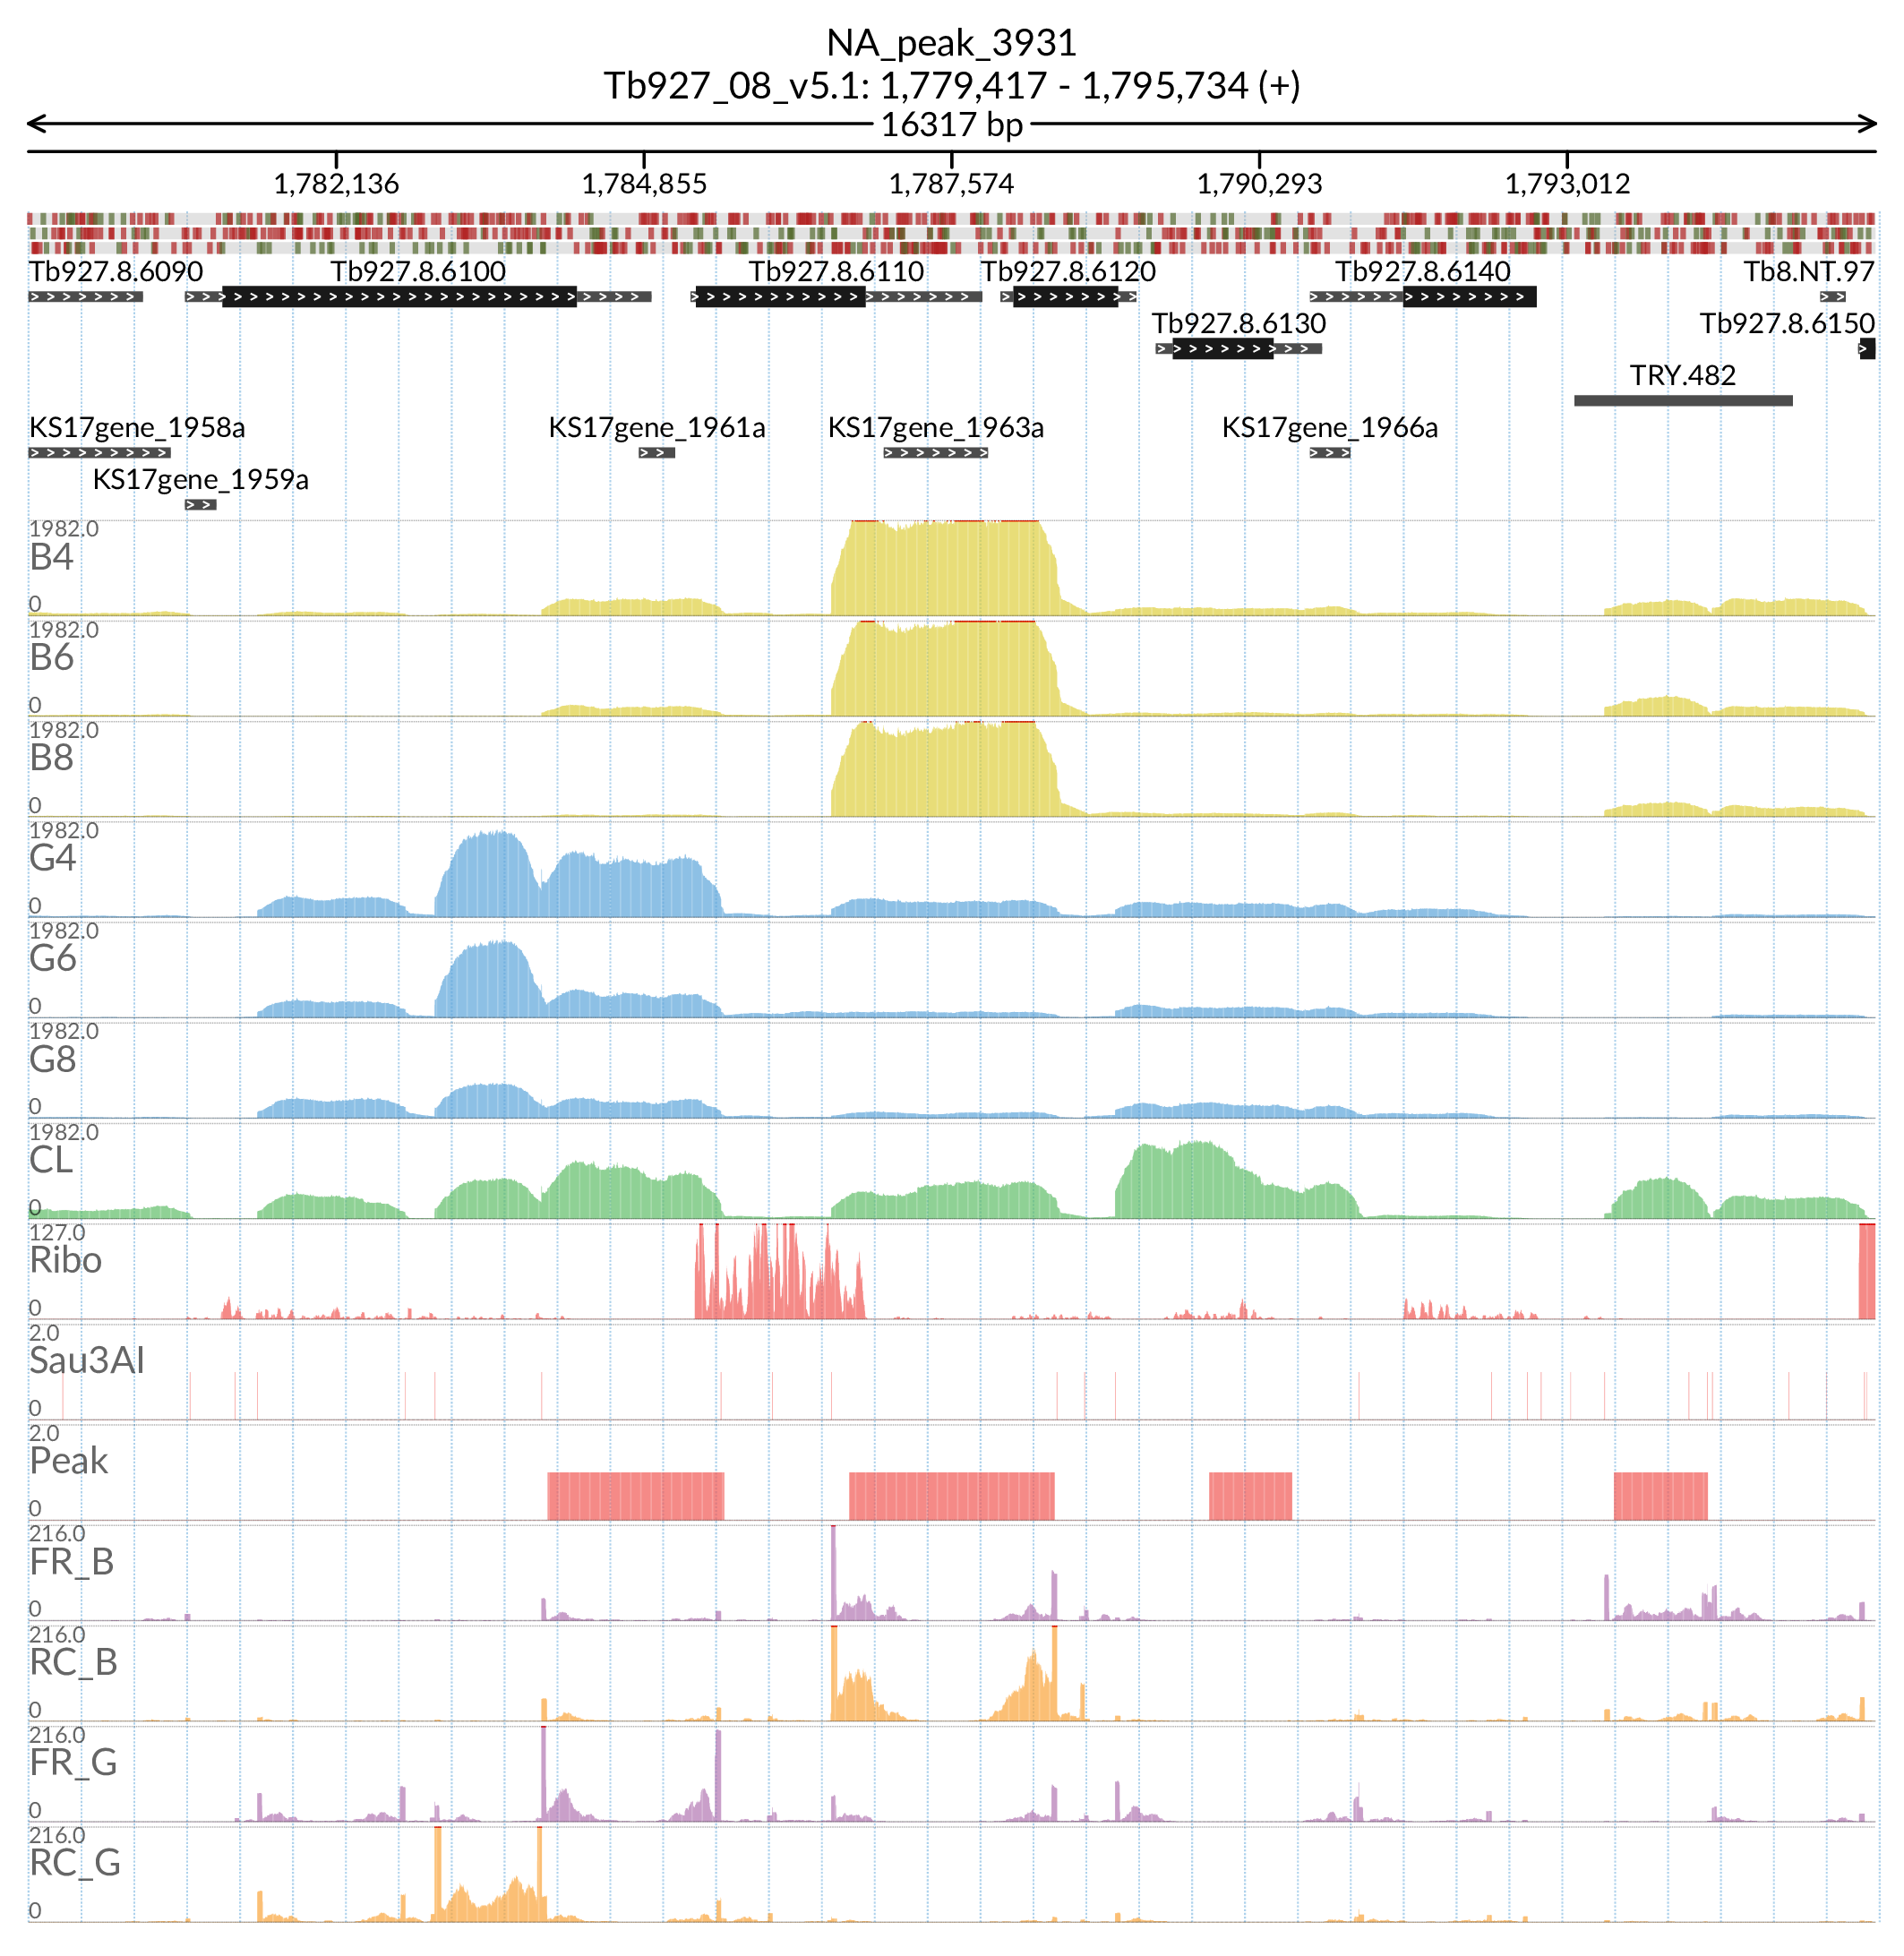 NA_peak_3931
Tb927_08_v5.1: 1,779,417 - 1,795,734 (+)
16317 bp
1,782,136 1,784,855 1,787,574 1,790,293 1,793,012
Tb927.8.6090 Tb927.8.6100 Tb927.8.6110 Tb927.8.6120 Tb927.8.6140 Tb8.NT.97
Tb927.8.6130 Tb927.8.6150
TRY.482
KS17gene_1958a KS17gene_1961a KS17gene_1963a KS17gene_1966a
KS17gene_1959a
1982.0
B4
0
1982.0
B6
0
1982.0
B8
0
1982.0
G4
0
1982.0
G6
0
1982.0
G8
0
1982.0
CL
0
127.0
Ribo
0
2.0
Sau3AI
0
2.0
Peak
0
216.0
FR_B
0
216.0
RC_B
0
216.0
FR_G
0
216.0
RC_G
0